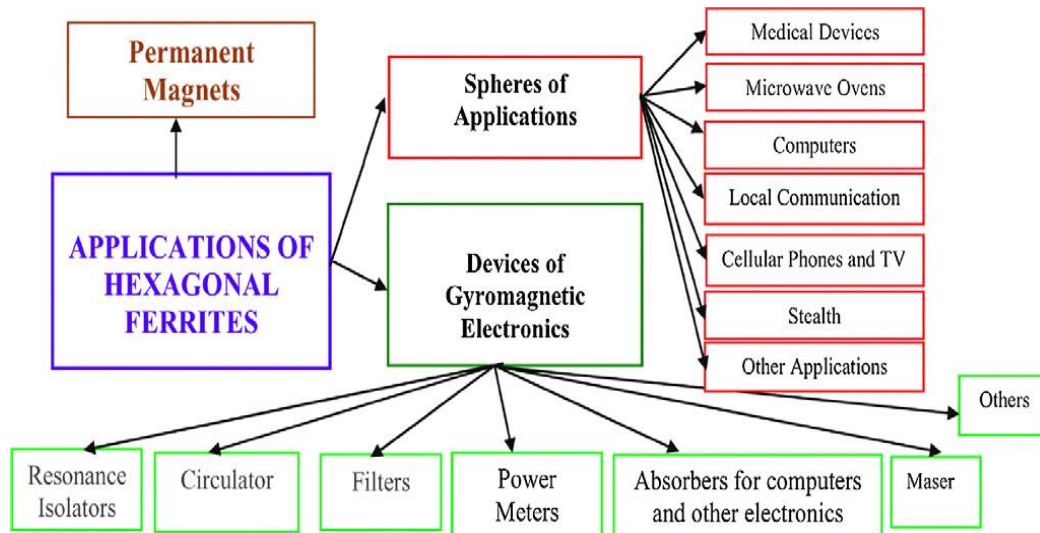 Permanent
Magnets
APPLICATIONS OF
HEXAGONAL
FERRITES
Spheres of
Applications
Medical Devices
Microwave Ovens
Computers
Local Communication
Cellular Phones and TV
Stealth
Other Applications
Devices of
Gyromagnetic
Electronics
Resonance
Isolators
Circulator
Filters
Power
Meters
Absorbers for computers
and other electronics
Maser
Others